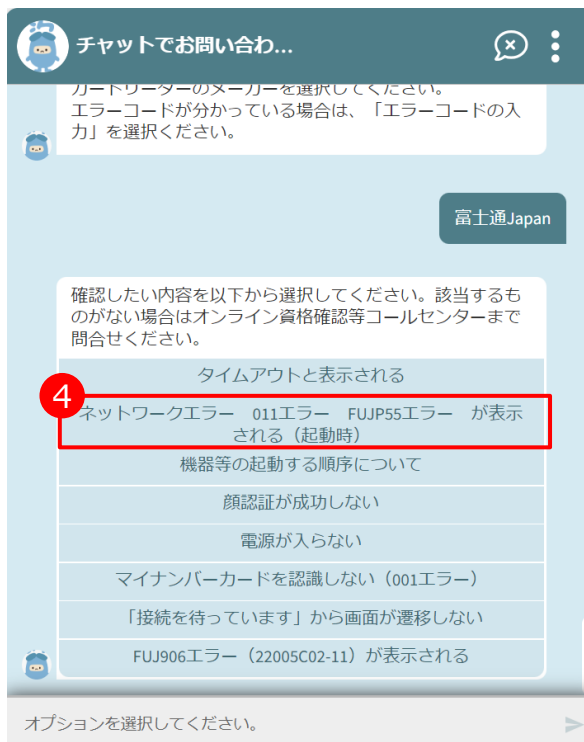 チャットでお問い合わ...
カードリーダーのメーカーを選択してください。
エラーコードが分かっている場合は、「エラーコードの入
力」を選択ください。
富士通Japan
確認したい内容を以下から選択してください。該当するも
のがない場合はオンライン資格確認等コールセンターまで
問合せください。
タイムアウトと表示される
4
ネットワークエラー　011エラー　FUJP55エラー　が表示
される（起動時）
機器等の起動する順序について
顔認証が成功しない
電源が入らない
マイナンバーカードを認識しない（001エラー）
「接続を待っています」から画面が遷移しない
FUJ906エラー（22005C02-11）が表示される
オプションを選択してください。